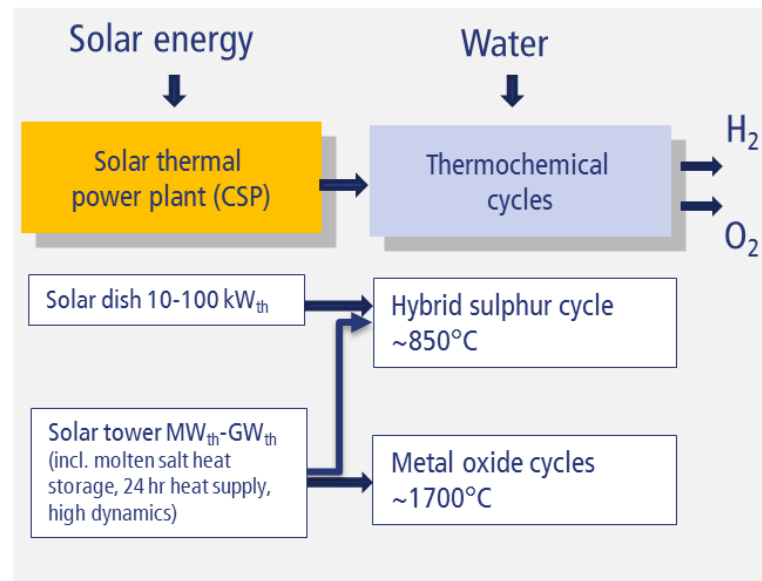 Solar energy
Water
Solar thermal
power plant (CSP)
Thermochemical
cycles
H₂
O₂
Solar dish 10-100 kWₜₕ
Hybrid sulphur cycle
~850°C
Solar tower MWₜₕ-GWₜₕ
(incl. molten salt heat
storage, 24 hr heat supply,
high dynamics)
Metal oxide cycles
~1700°C